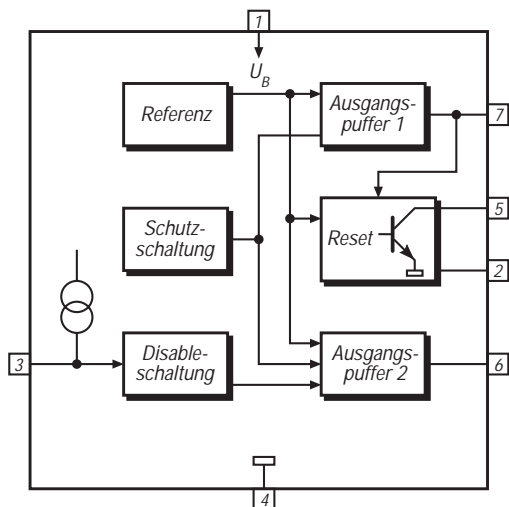 1
U_B
Referenz
Ausgangs-
puffer 1
7
Schutz-
schaltung
Reset
5
2
3
Disable-
schaltung
Ausgangs-
puffer 2
6
4